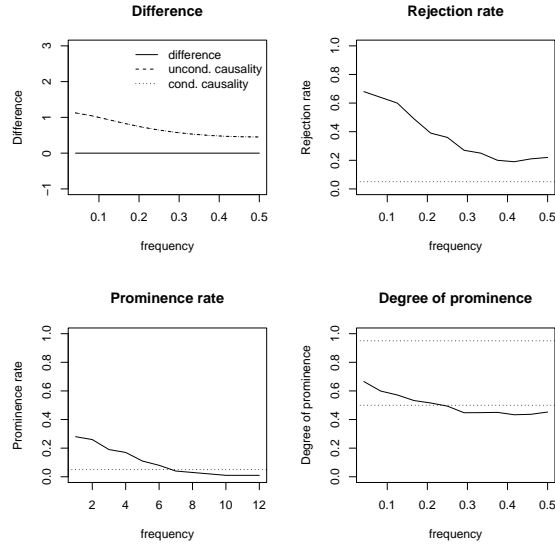 Difference
difference
uncond. causality
cond. causality
Difference
3
2
1
0
−1
0.1 0.2 0.3 0.4 0.5
frequency
Rejection rate
Rejection rate
1.0
0.8
0.6
0.4
0.2
0.0
0.1 0.2 0.3 0.4 0.5
frequency
Prominence rate
Prominence rate
1.0
0.8
0.6
0.4
0.2
0.0
2 4 6 8 10 12
frequency
Degree of prominence
Degree of prominence
1.0
0.8
0.6
0.4
0.2
0.0
0.1 0.2 0.3 0.4 0.5
frequency